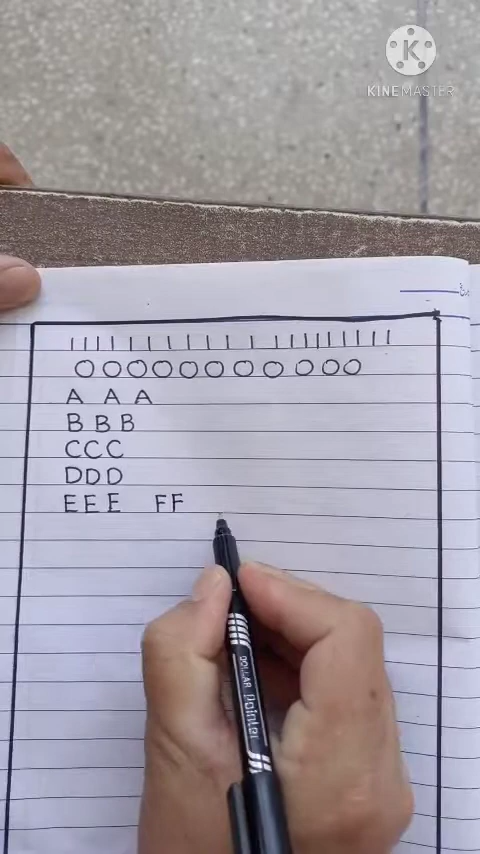 KINEMASTER
| | | | | | | | | | | | | | | | | | | | |
O O O O O O O O O O O
A A A
B B B
C C C
D D D
E E E F F
DOLLAR Pointer